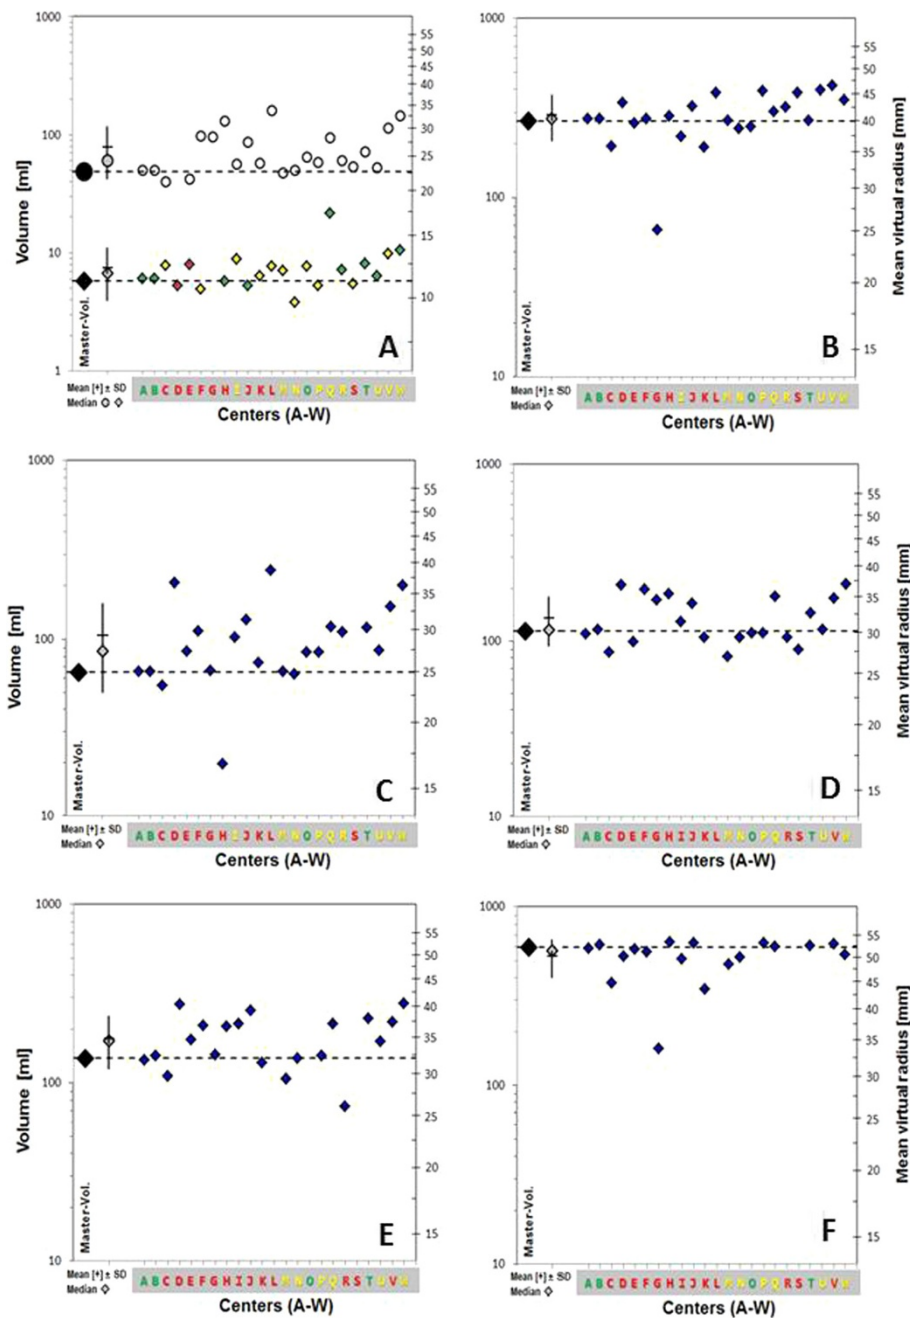 Volume [ml]
1000
100
10
1
55
50
45
40
35
30
25
20
15
10
A
Master-Vol.
Mean [+] ± SD
Median
A B C D E F G H I J K L M N O P Q R S T U V W
Centers (A-W)
1000
100
10
55
50
45
40
35
30
25
20
15
Mean virtual radius [mm]
B
Master-Vol.
Mean [+] ± SD
Median
A B C D E F G H I J K L M N O P Q R S T U V W
Centers (A-W)
Volume [ml]
1000
100
10
55
50
45
40
35
30
25
20
15
C
Master-Vol.
Mean [+] ± SD
Median
A B C D E F G H I J K L M N O P Q R S T U V W
Centers (A-W)
1000
100
10
55
50
45
40
35
30
25
20
15
Mean virtual radius [mm]
D
Master-Vol.
Mean [+] ± SD
Median
A B C D E F G H I J K L M N O P Q R S T U V W
Centers (A-W)
Volume [ml]
1000
100
10
55
50
45
40
35
30
25
20
15
E
Master-Vol.
Mean [+] ± SD
Median
A B C D E F G H I J K L M N O P Q R S T U V W
Centers (A-W)
1000
100
10
55
50
45
40
35
30
25
20
15
Mean virtual radius [mm]
F
Master-Vol.
Mean [+] ± SD
Median
A B C D E F G H I J K L M N O P Q R S T U V W
Centers (A-W)